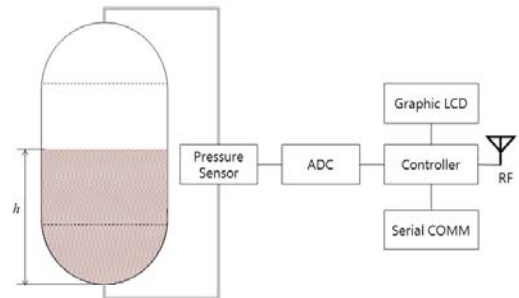 Graphic LCD
h
Pressure
Sensor
ADC
Controller
RF
Serial COMM